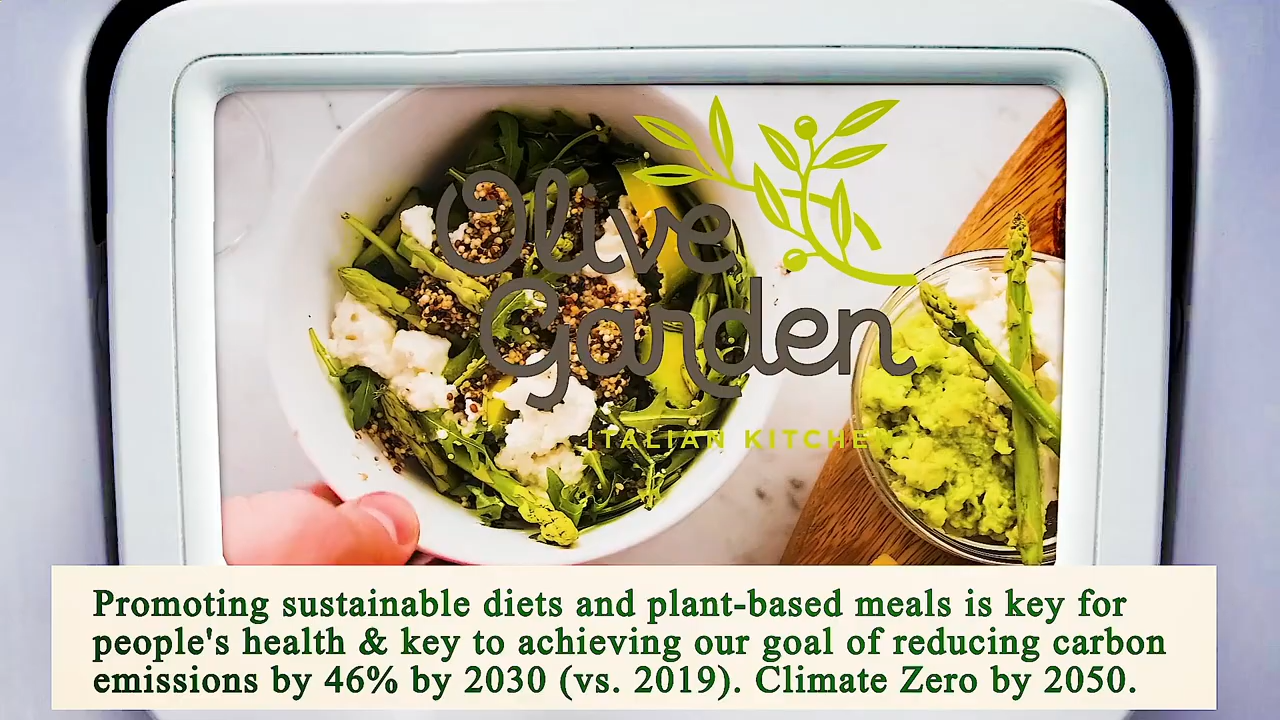 Olive
Garden
ITALIAN KITCHEN
Promoting sustainable diets and plant-based meals is key for
people's health & key to achieving our goal of reducing carbon
emissions by 46% by 2030 (vs. 2019). Climate Zero by 2050.